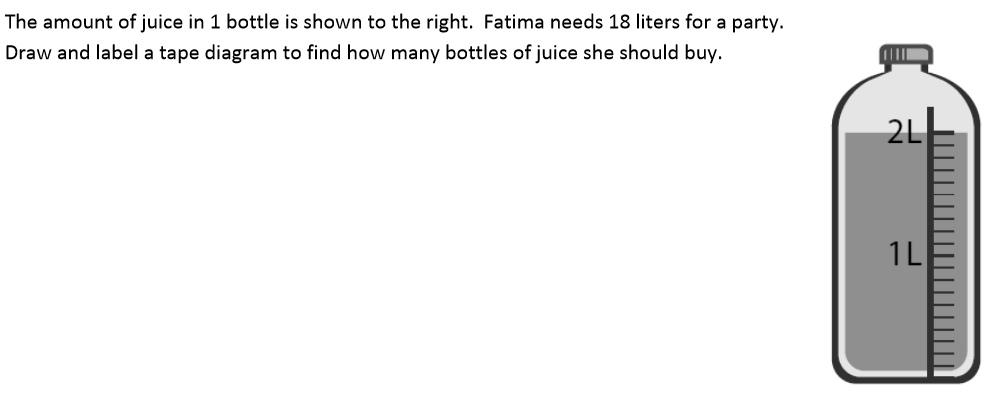 The amount of juice in 1 bottle is shown to the right.  Fatima needs 18 liters for a party.
Draw and label a tape diagram to find how many bottles of juice she should buy.
2L
1L